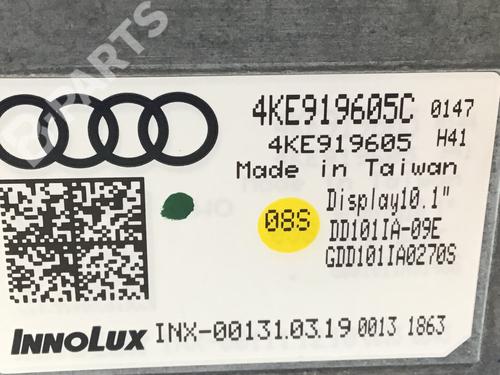 B-PARTS
4KE919605C 0147
4KE919605 H41
Made in Taiwan
08S
Display10.1"
DD101IA-09E
GDD101IA0270S
INNOLUX INX-00131.03.19 0013 1863